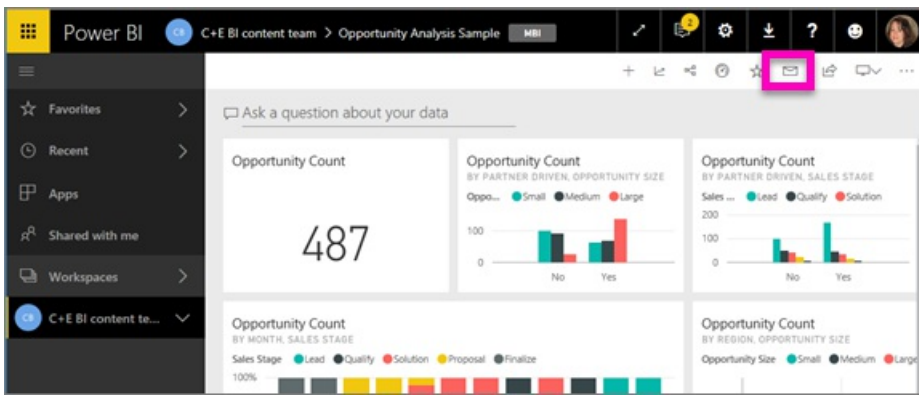 Power BI CB C+E BI content team > Opportunity Analysis Sample MBI 2 ?
Favorites
Recent
Apps
Shared with me
Workspaces
CB C+E BI content te...
Ask a question about your data
Opportunity Count
487
Opportunity Count
BY PARTNER DRIVEN, OPPORTUNITY SIZE
Oppo... Small Medium Large
100
0
No Yes
Opportunity Count
BY PARTNER DRIVEN, SALES STAGE
Sales ... Lead Qualify Solution
200
100
0
No Yes
Opportunity Count
BY MONTH, SALES STAGE
Sales Stage Lead Qualify Solution Proposal Finalize
100%
Opportunity Count
BY REGION, OPPORTUNITY SIZE
Opportunity Size Small Medium Large